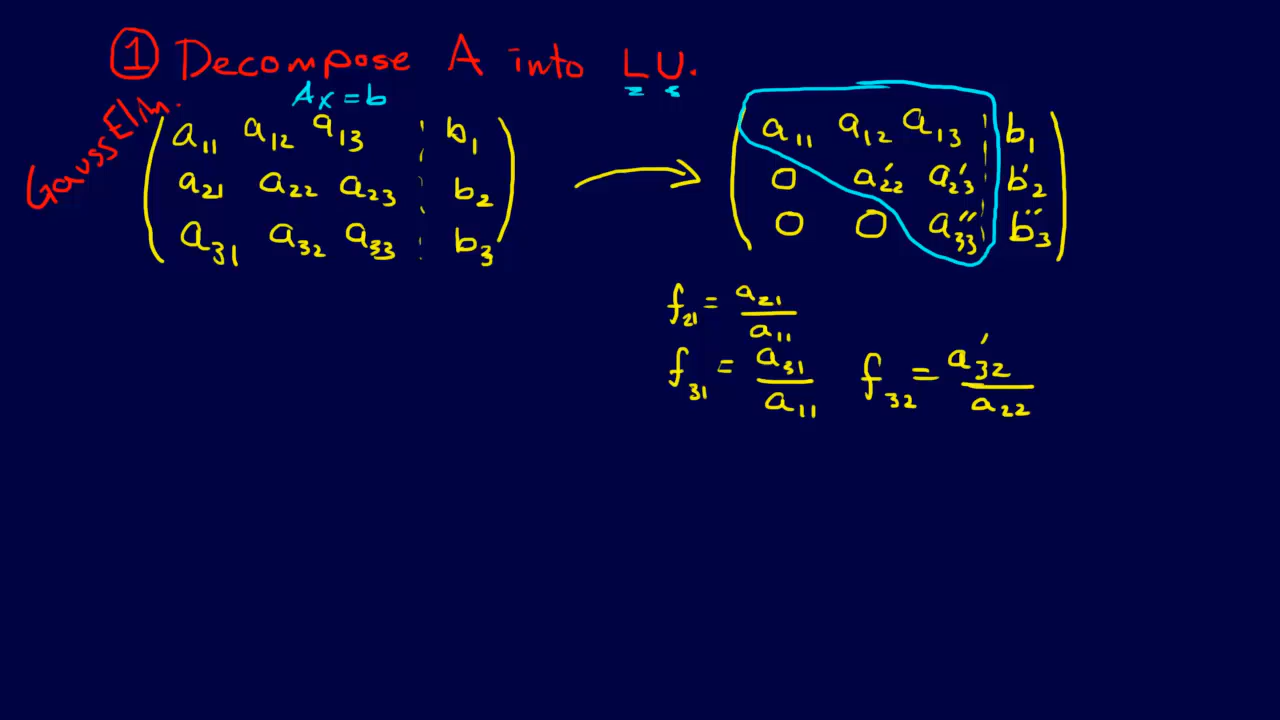 ① Decompose A into LU.
Ax = b
Gauss Elim.
a₁₁ a₁₂ a₁₃ b₁
a₂₁ a₂₂ a₂₃ b₂
a₃₁ a₃₂ a₃₃ b₃
a₁₁ a₁₂ a₁₃ b₁
0 a'₂₂ a'₂₃ b'₂
0 0 a''₃₃ b''₃
f₂₁ = a₂₁ / a₁₁
f₃₁ = a₃₁ / a₁₁ f₃₂ = a'₃₂ / a₂₂